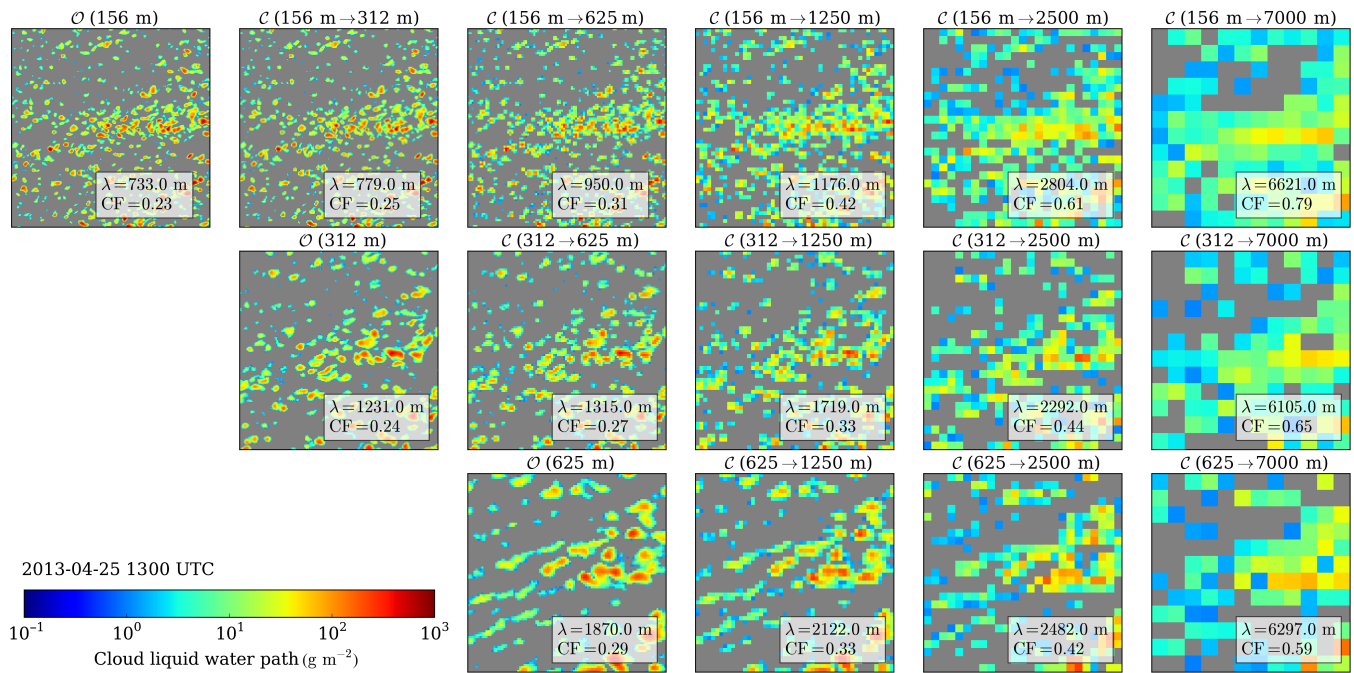 𝒪 (156 m)
𝒞 (156 m→312 m)
𝒞 (156 m→625 m)
𝒞 (156 m→1250 m)
𝒞 (156 m→2500 m)
𝒞 (156 m→7000 m)
λ=733.0 m
CF=0.23
λ=779.0 m
CF=0.25
λ=950.0 m
CF=0.31
λ=1176.0 m
CF=0.42
λ=2804.0 m
CF=0.61
λ=6621.0 m
CF=0.79
𝒪 (312 m)
𝒞 (312→625 m)
𝒞 (312→1250 m)
𝒞 (312→2500 m)
𝒞 (312→7000 m)
λ=1231.0 m
CF=0.24
λ=1315.0 m
CF=0.27
λ=1719.0 m
CF=0.33
λ=2292.0 m
CF=0.44
λ=6105.0 m
CF=0.65
𝒪 (625 m)
𝒞 (625→1250 m)
𝒞 (625→2500 m)
𝒞 (625→7000 m)
λ=1870.0 m
CF=0.29
λ=2122.0 m
CF=0.33
λ=2482.0 m
CF=0.42
λ=6297.0 m
CF=0.59
2013-04-25 1300 UTC
10⁻¹ 10⁰ 10¹ 10² 10³
Cloud liquid water path (g m⁻²)